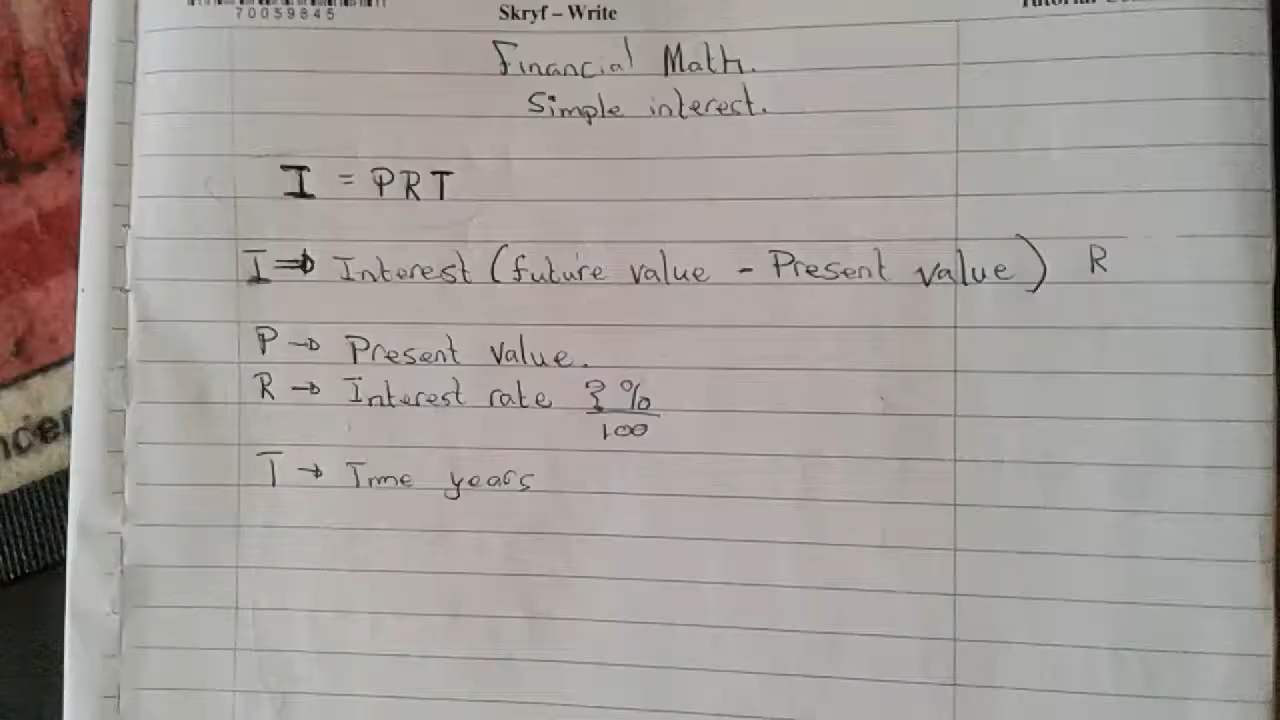 70059845
Skryf – Write
Financial Math.
Simple interest.
I = PRT
I ⇒ Interest (future value - Present value) R
P → Present value.
R → Interest rate ? %
100
T → Time years